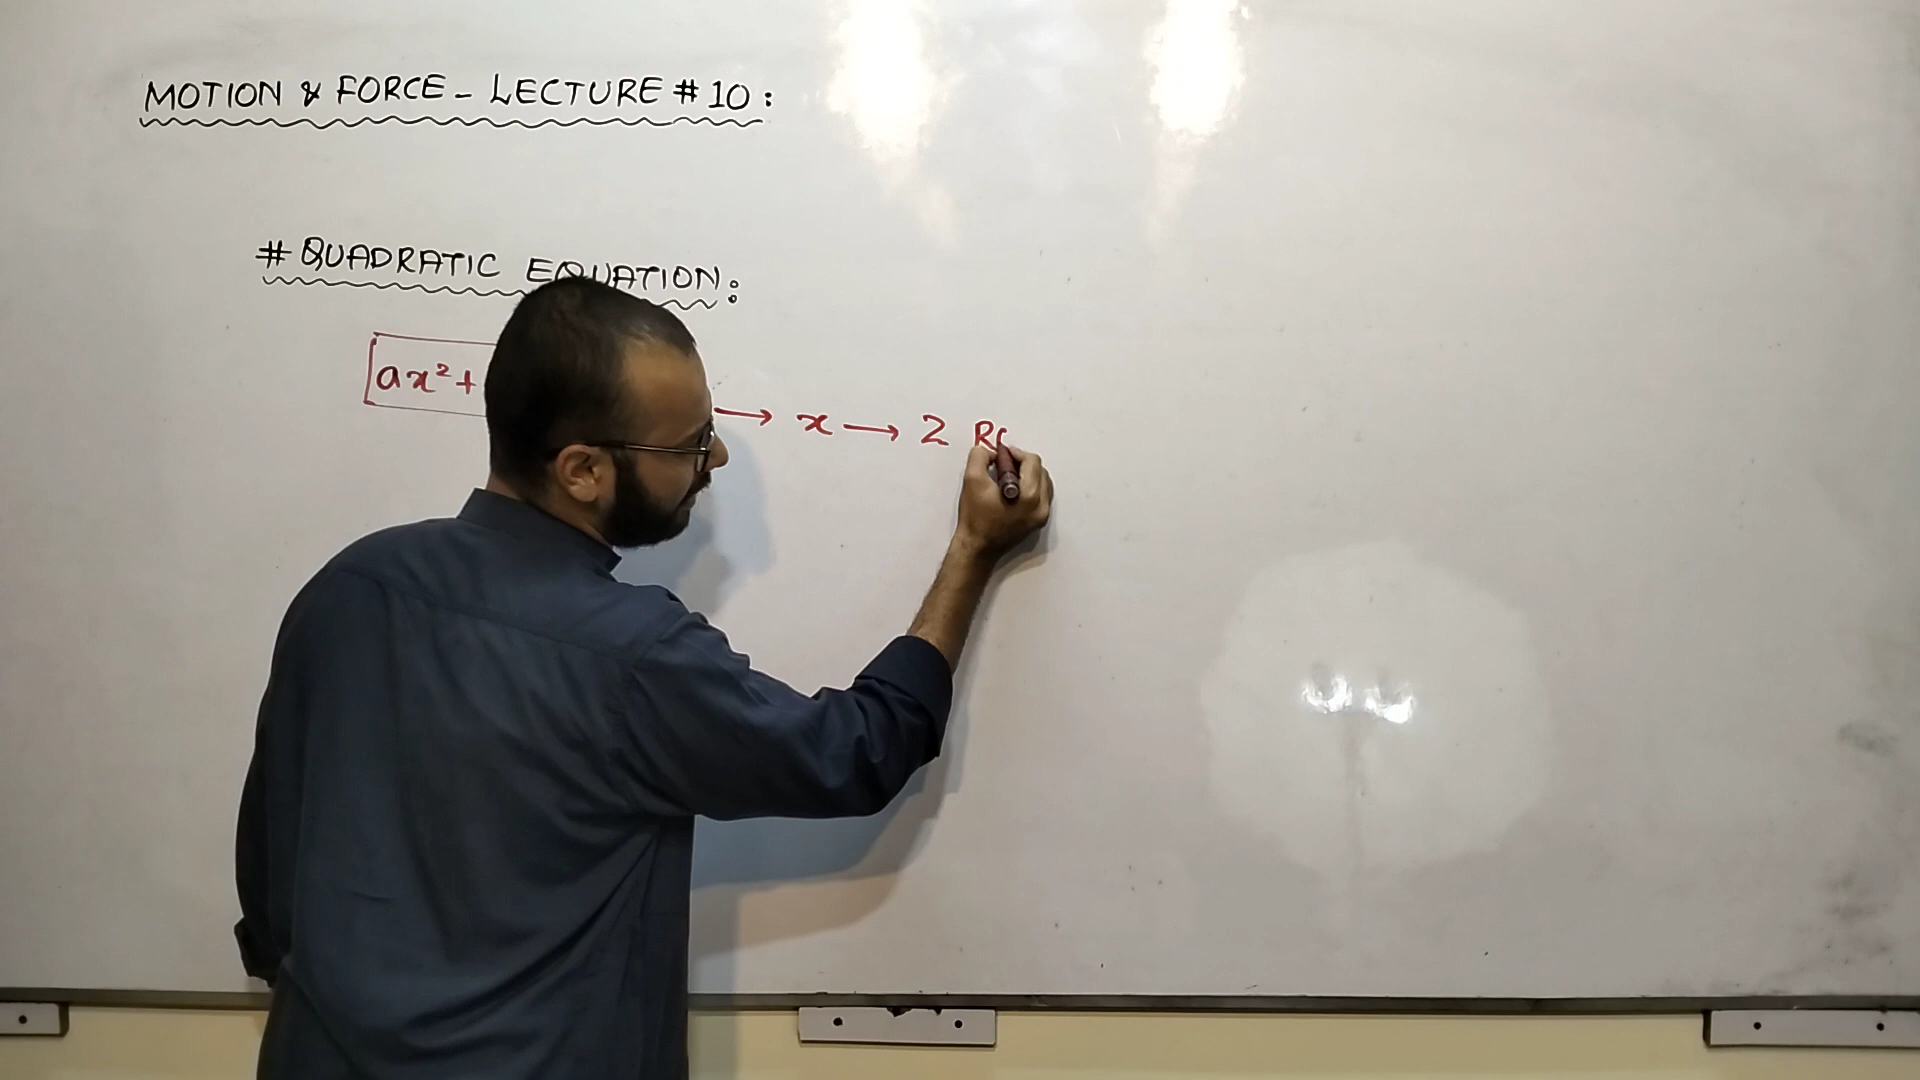 MOTION & FORCE - LECTURE # 10 :
# QUADRATIC EQUATION :
ax² + → x → 2